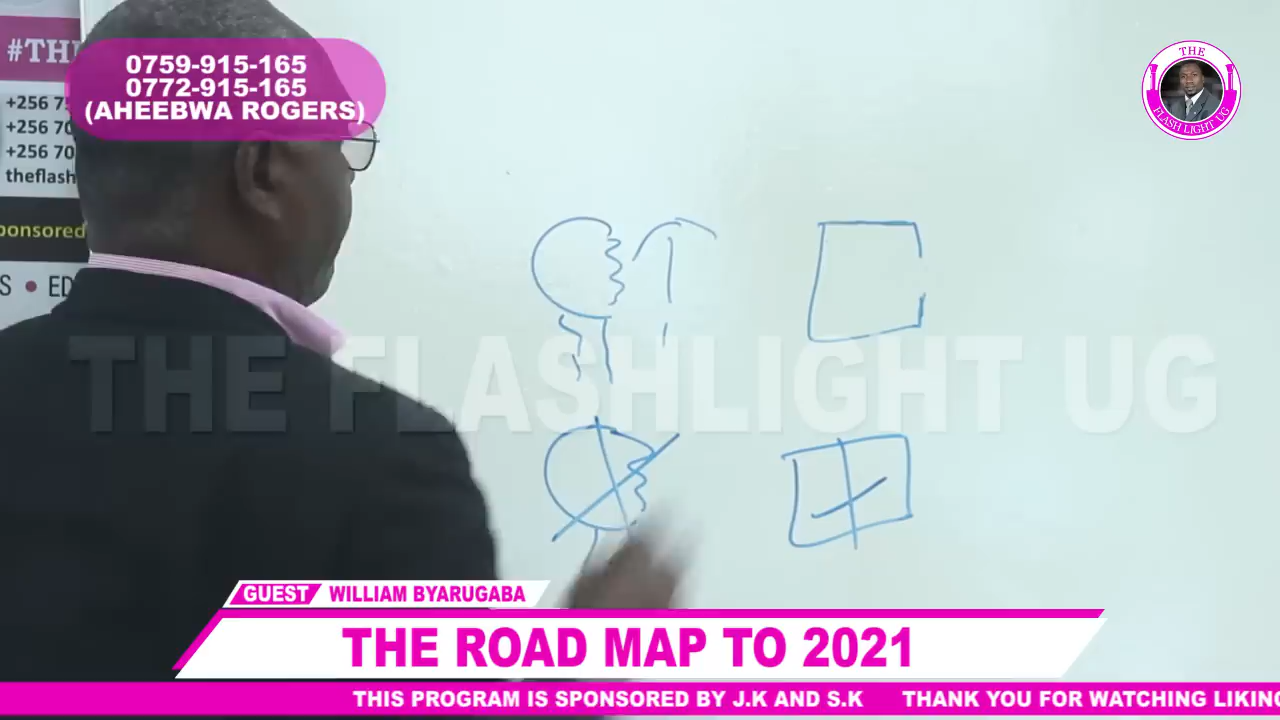 #TH
0759-915-165
0772-915-165
(AHEEBWA ROGERS)
+256 7
+256 70
+256 70
theflash
ponsored
S • ED
THE
FLASH LIGHT UG
THE FLASHLIGHT UG
GUEST WILLIAM BYARUGABA
THE ROAD MAP TO 2021
THIS PROGRAM IS SPONSORED BY J.K AND S.K THANK YOU FOR WATCHING LIKING